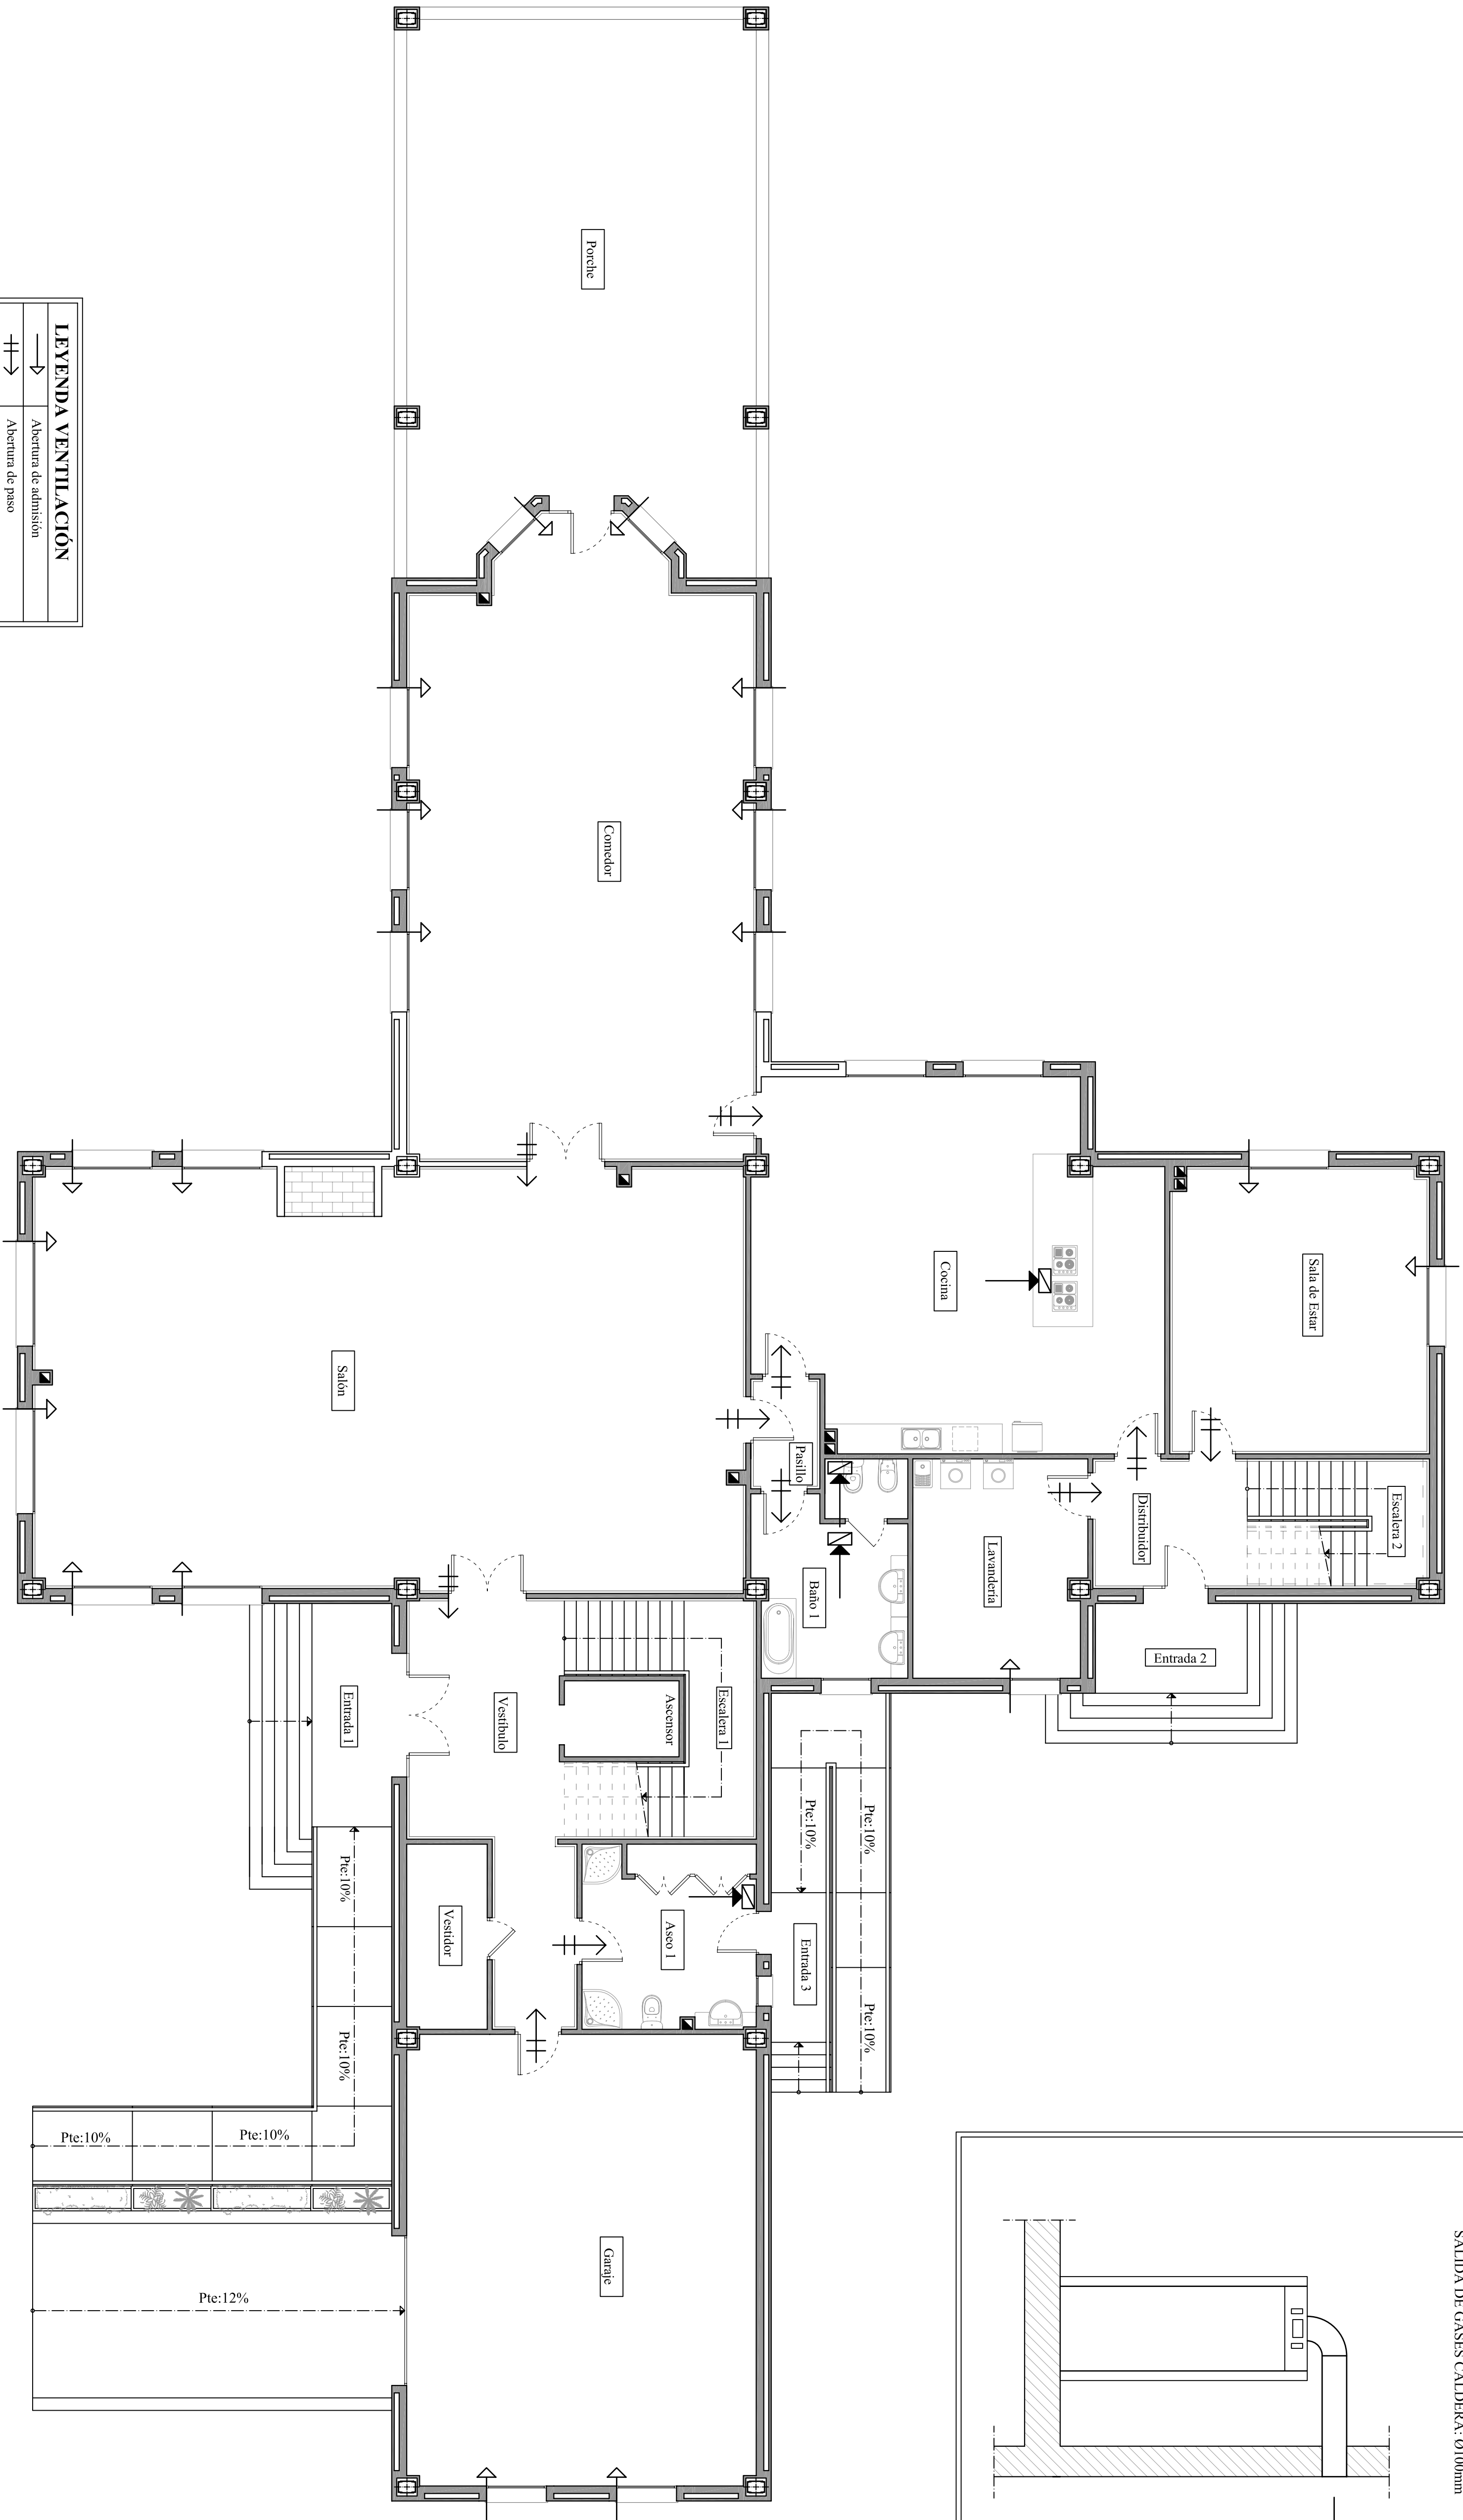 Porche
LEYENDA VENTILACIÓN
Abertura de admisión
Abertura de paso
Comedor
Sala de Estar
Cocina
Salón
Pasillo
Escalera 2
Distribuidor
Lavandería
Baño 1
Entrada 2
Escalera 1
Ascensor
Vestíbulo
Entrada 1
Pte:10%
Pte:10%
Pte:10%
Vestidor
Aseo 1
Entrada 3
Pte:10%
Pte:10%
Pte:10%
Pte:10%
Garaje
Pte:12%
SALIDA DE GASES CALDERA: Ø100mm